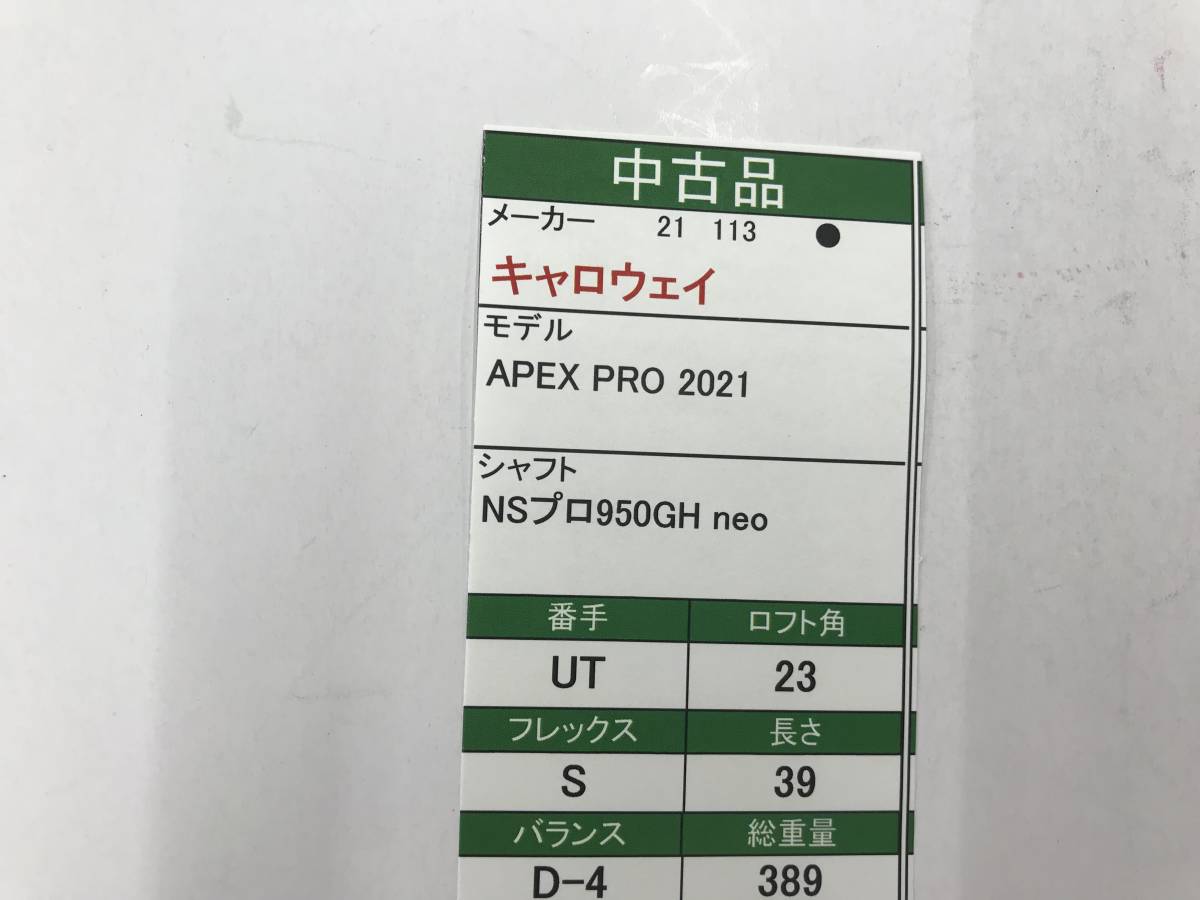 中古品
メーカー 21 113 ●
キャロウェイ
モデル
APEX PRO 2021
シャフト
NSプロ950GH neo
番手 ロフト角
UT 23
フレックス 長さ
S 39
バランス 総重量
D-4 389